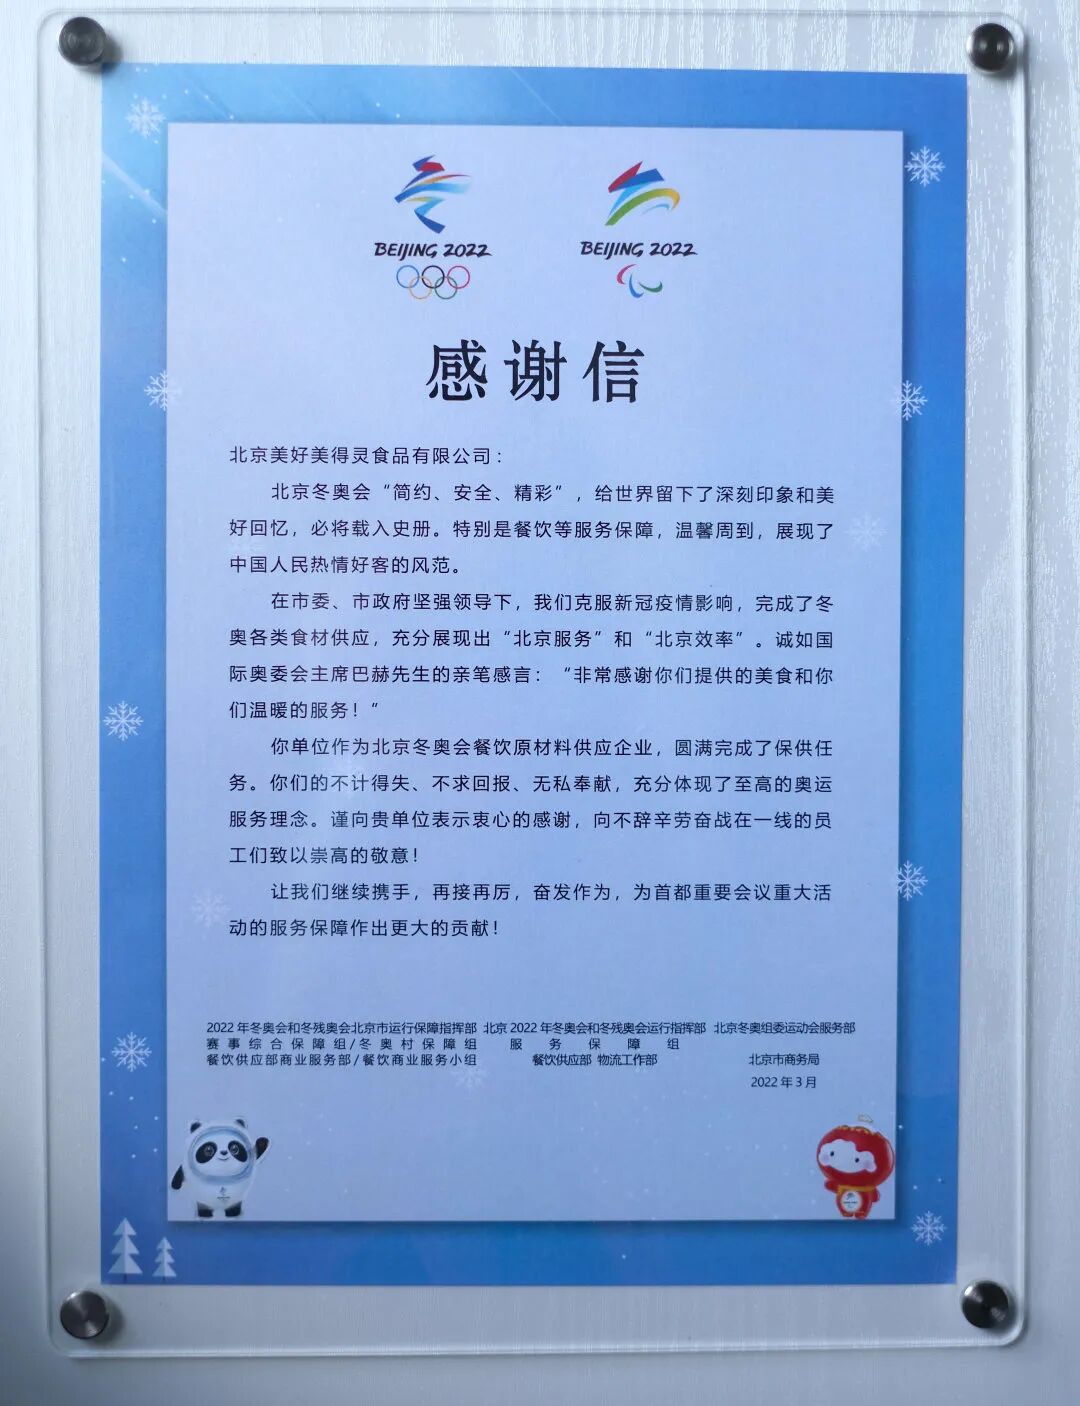 BEIJING 2022 BEIJING 2022
感谢信
北京美好美得灵食品有限公司：
北京冬奥会“简约、安全、精彩”，给世界留下了深刻印象和美
好回忆，必将载入史册。特别是餐饮等服务保障，温馨周到，展现了
中国人民热情好客的风范。
在市委、市政府坚强领导下，我们克服新冠疫情影响，完成了冬
奥各类食材供应，充分展现出“北京服务”和“北京效率”。诚如国
际奥委会主席巴赫先生的亲笔感言：“非常感谢你们提供的美食和你
们温暖的服务！”
你单位作为北京冬奥会餐饮原材料供应企业，圆满完成了保供任
务。你们的不计得失、不求回报、无私奉献，充分体现了至高的奥运
服务理念。谨向贵单位表示衷心的感谢，向不辞辛劳奋战在一线的员
工们致以崇高的敬意！
让我们继续携手，再接再厉，奋发作为，为首都重要会议重大活
动的服务保障作出更大的贡献！
2022年冬奥会和冬残奥会北京市运行保障指挥部 北京2022年冬奥会和冬残奥会运行指挥部 北京冬奥组委运动会服务部
赛事综合保障组/冬奥村保障组 服务保障组
餐饮供应部商业服务部/餐饮商业服务小组 餐饮供应部 物流工作部 北京市商务局
2022年3月